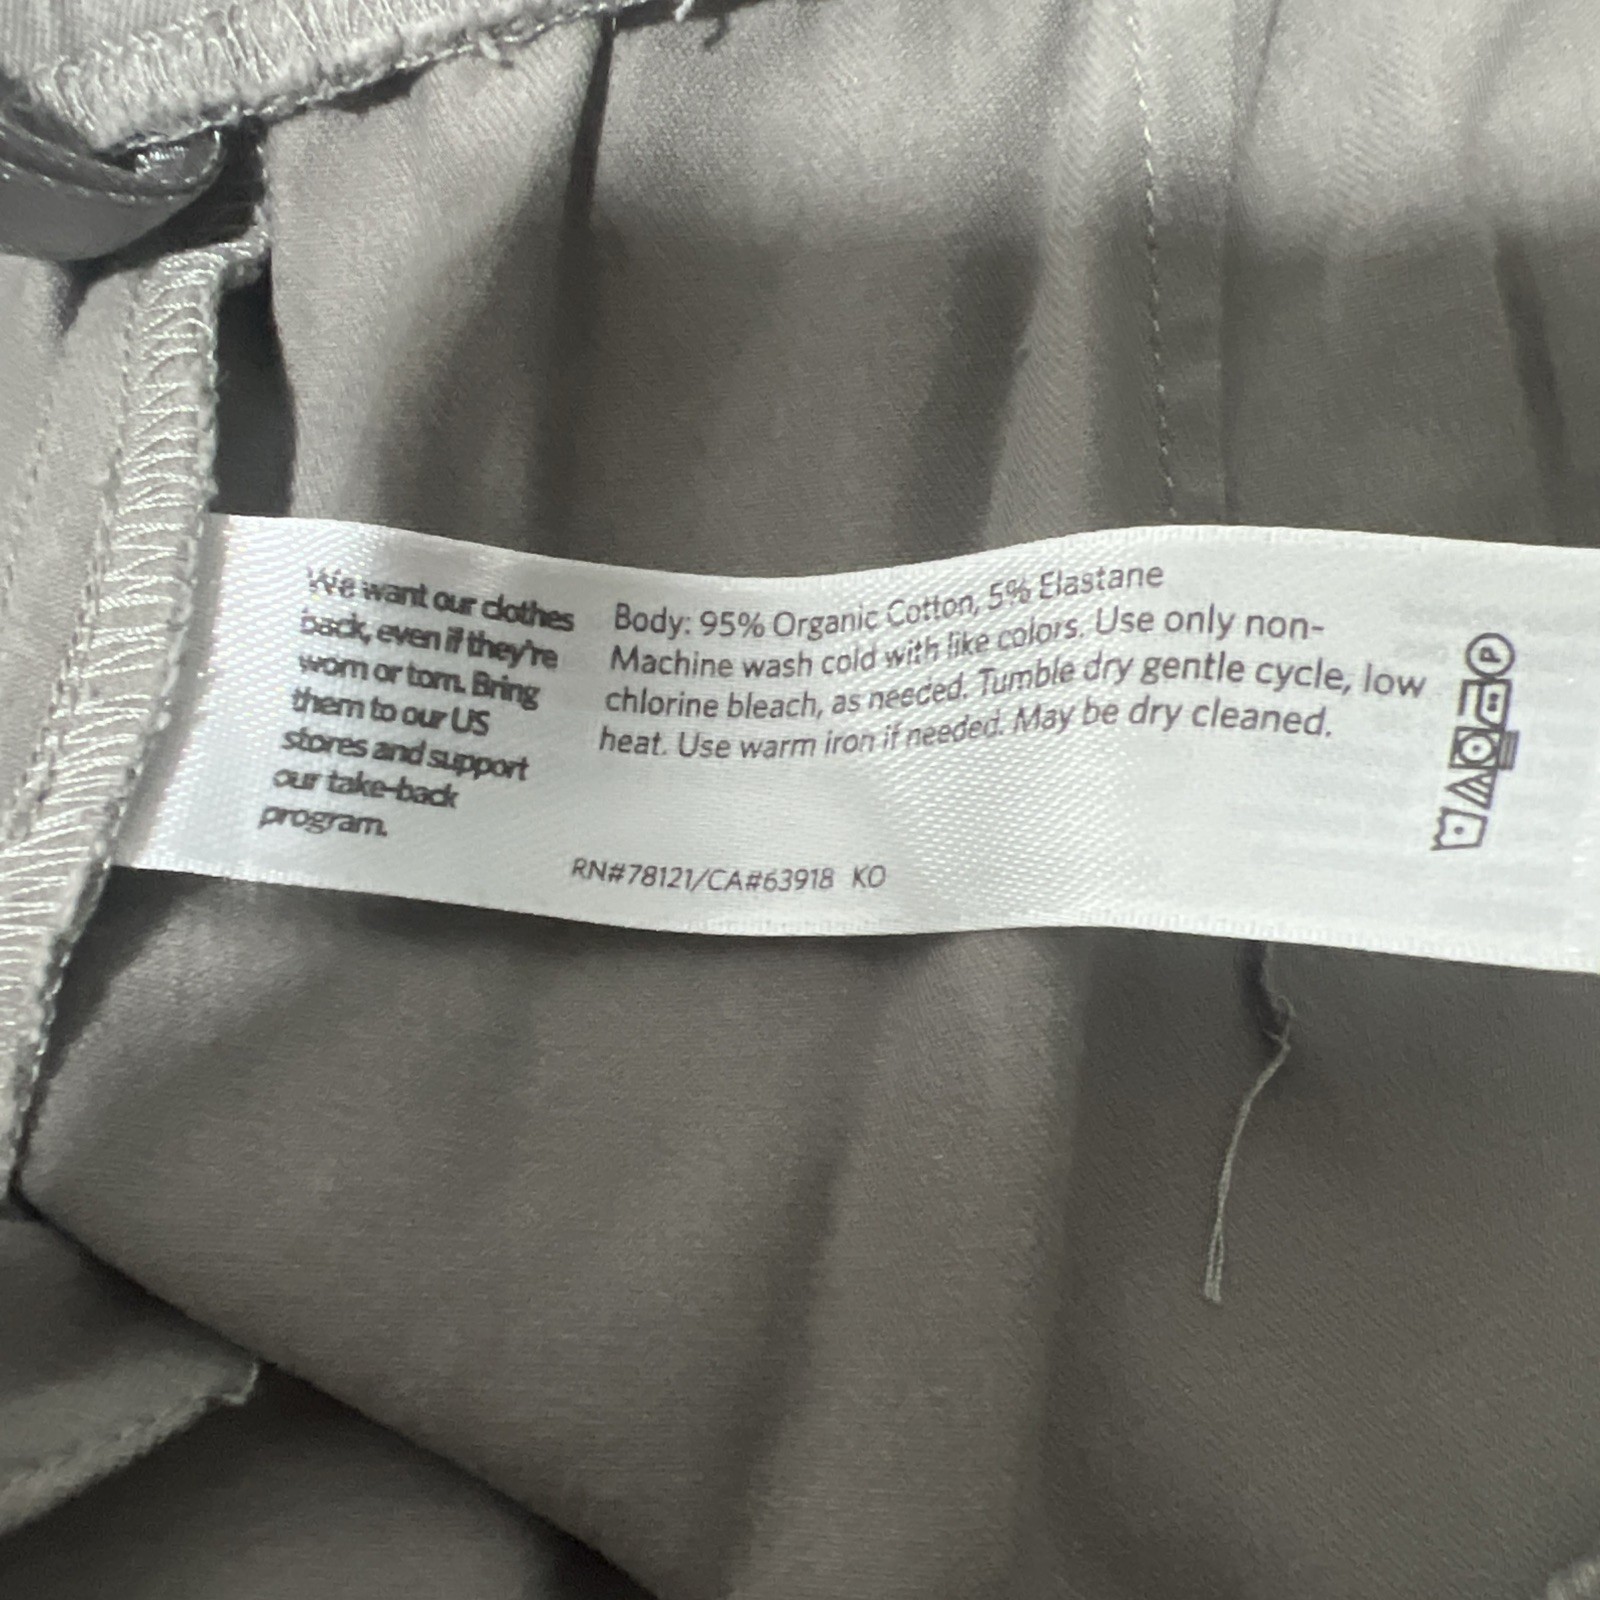 We want our clothes
back, even if they're
worn or torn. Bring
them to our US
stores and support
our take-back
program.
Body: 95% Organic Cotton, 5% Elastane
Machine wash cold with like colors. Use only non-
chlorine bleach, as needed. Tumble dry gentle cycle, low
heat. Use warm iron if needed. May be dry cleaned.
RN#78121/CA#63918 KO
P